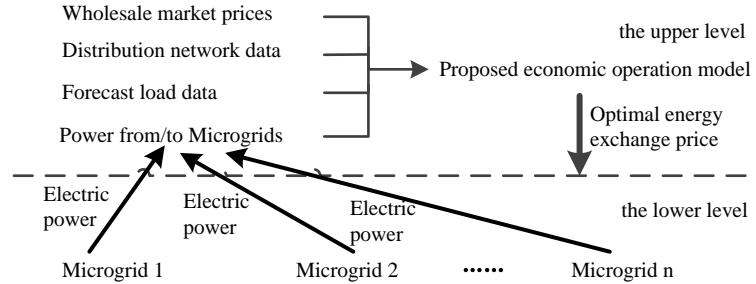 Wholesale market prices
the upper level
Distribution network data
Proposed economic operation model
Forecast load data
Optimal energy
exchange price
Power from/to Microgrids
Electric
power
Electric
power
Electric
power
the lower level
Microgrid 1
Microgrid 2
······
Microgrid n